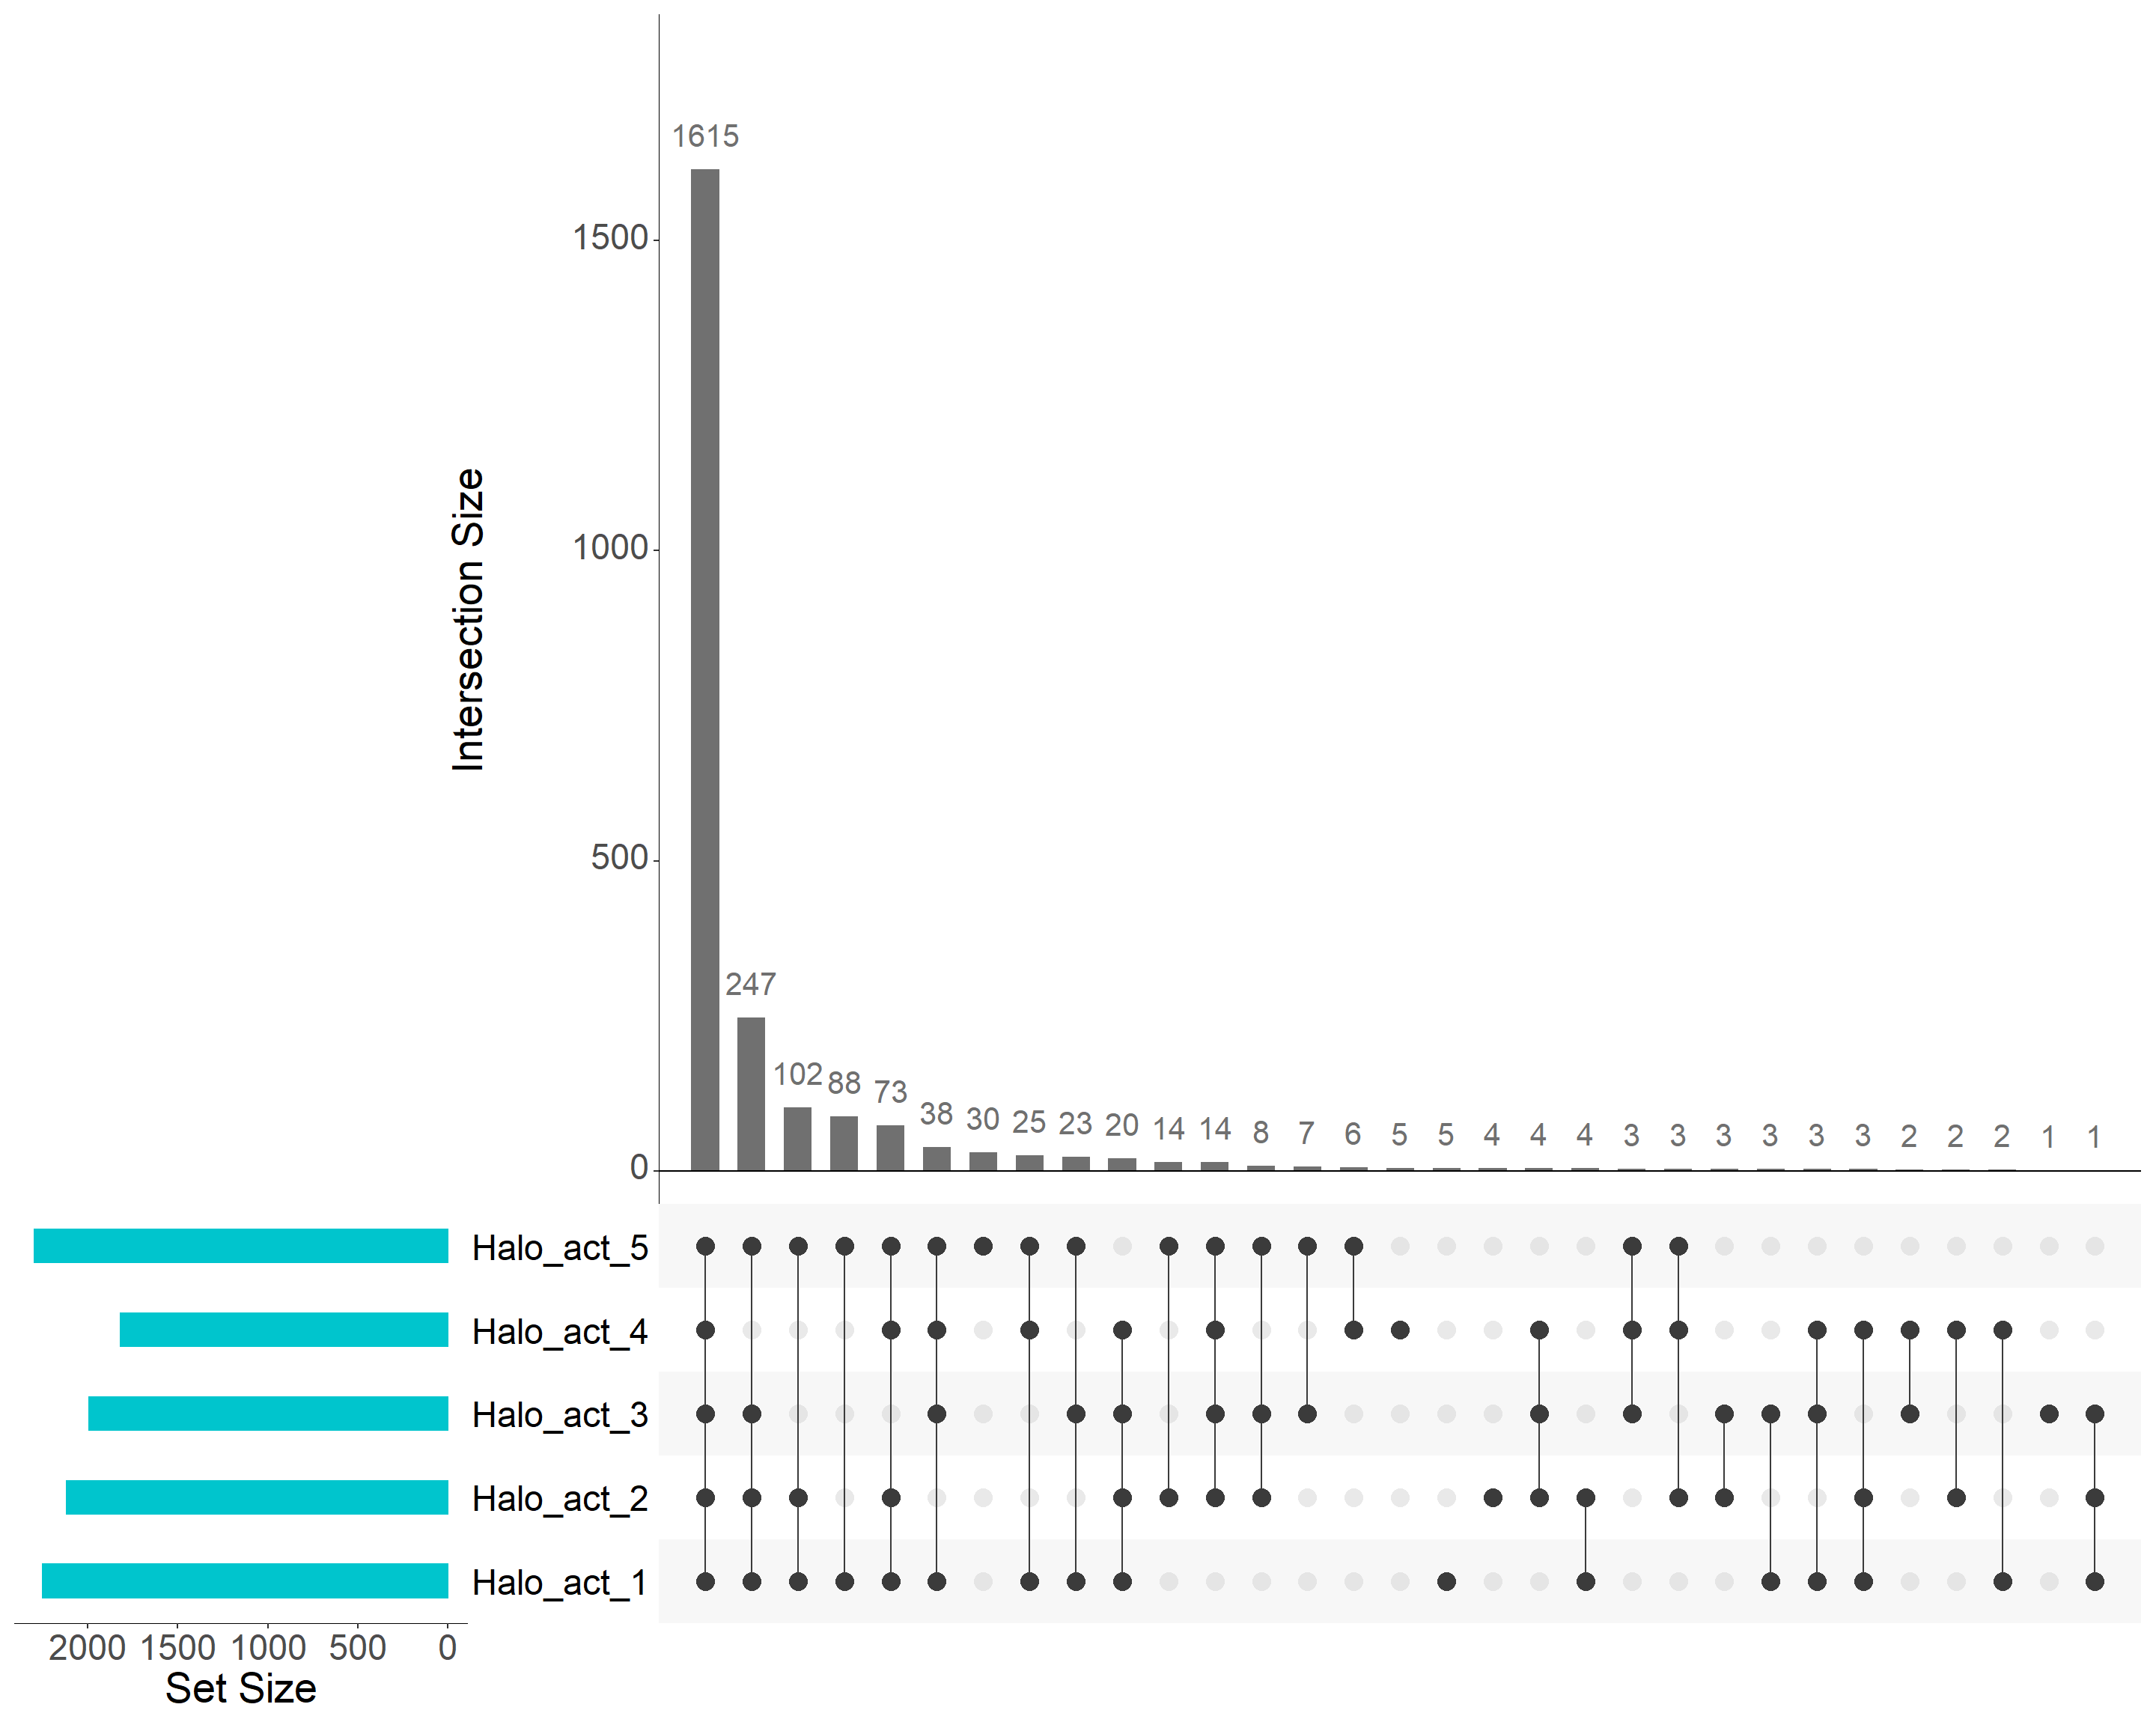 Intersection Size
1500
1000
500
0
1615
247
102 88 73 38 30 25 23 20 14 14 8 7 6 5 5 4 4 4 3 3 3 3 3 3 2 2 2 1 1
Halo_act_5
Halo_act_4
Halo_act_3
Halo_act_2
Halo_act_1
2000 1500 1000 500 0
Set Size